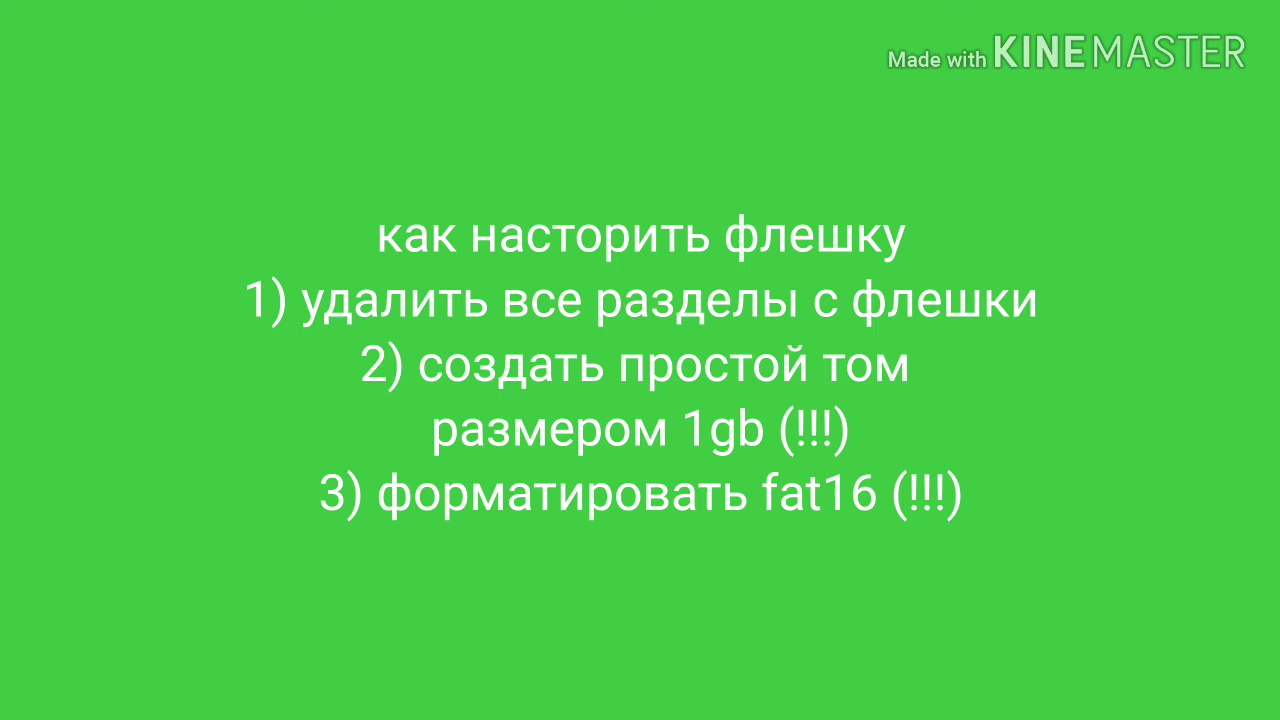 Made with KINEMASTER
как насторить флешку
1) удалить все разделы с флешки
2) создать простой том
размером 1gb (!!!)
3) форматировать fat16 (!!!)